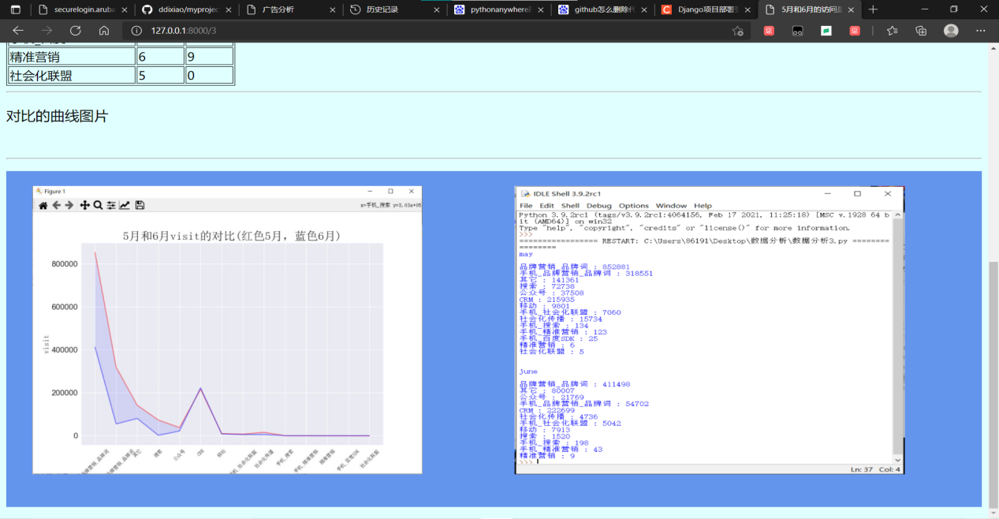 securelogin.aruba
ddixiao/myprojec
广告分析
历史记录
pythonanywhere
github怎么删除代
Django项目部署到
5月和6月的访问量
127.0.0.1:8000/3
精准营销 6 9
社会化联盟 5 0
对比的曲线图片
Figure 1
x=手机_搜索 y=3.03e+05
5月和6月visit的对比(红色5月，蓝色6月)
visit
800000
600000
400000
200000
0
品牌营销_品牌词
其它
搜索
公众号
CRM
移动
手机_社会化联盟
社会化传播
手机_搜索
手机_精准营销
精准营销
手机_百度SDK
社会化联盟
IDLE Shell 3.9.2rc1
File Edit Shell Debug Options Window Help
Python 3.9.2rc1 (tags/v3.9.2rc1:4064156, Feb 17 2021, 11:25:18) [MSC v.1928 64 b
it (AMD64)] on win32
Type "help", "copyright", "credits" or "license()" for more information.
>>>
================= RESTART: C:\Users\86191\Desktop\数据分析\数据分析3.py =========
========
may
品牌营销_品牌词 : 852881
手机_品牌营销_品牌词 : 318551
其它 : 141361
搜索 : 72738
公众号 : 37508
CRM : 215935
移动 : 9801
手机_社会化联盟 : 7060
社会化传播 : 15734
手机_搜索 : 134
手机_精准营销 : 123
手机_百度SDK : 25
精准营销 : 6
社会化联盟 : 5
june
品牌营销_品牌词 : 411498
其它 : 80007
公众号 : 21769
手机_品牌营销_品牌词 : 54702
CRM : 222699
社会化传播 : 4736
手机_社会化联盟 : 5042
移动 : 7913
搜索 : 1520
手机_搜索 : 198
手机_精准营销 : 43
精准营销 : 9
>>>
Ln: 37 Col: 4